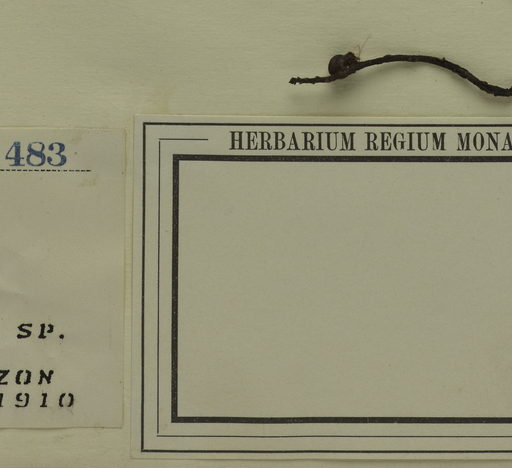 483
SP.
ZON
1910
HERBARIUM REGIUM MONA